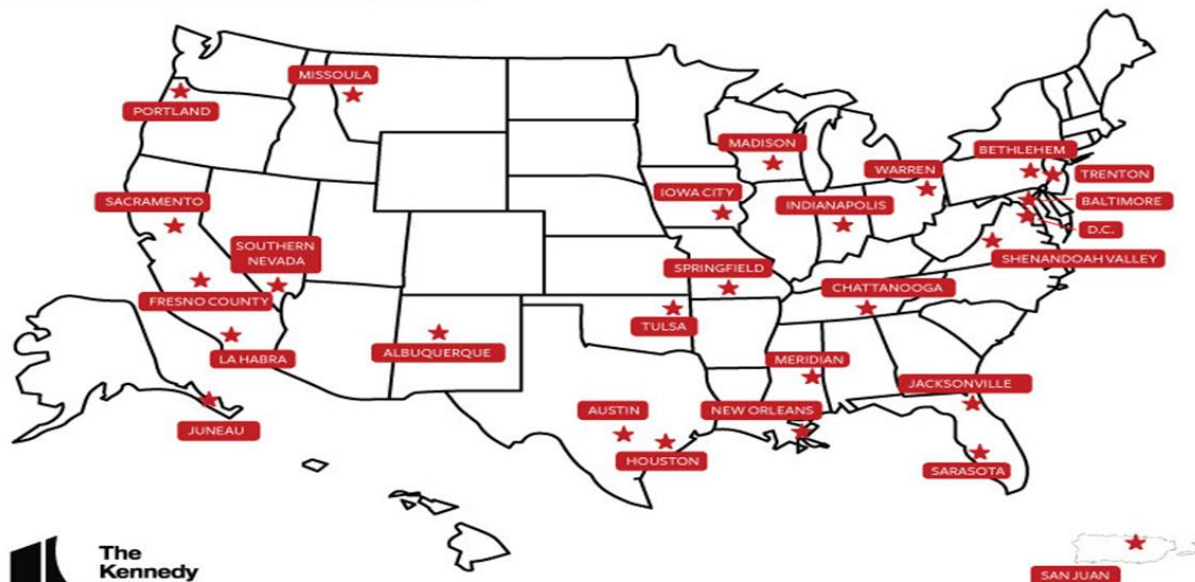 MISSOULA
PORTLAND
MADISON
BETHLEHEM
WARREN
TRENTON
IOWA CITY
SACRAMENTO
INDIANAPOLIS
BALTIMORE
D.C.
SOUTHERN
NEVADA
SHENANDOAH VALLEY
SPRINGFIELD
CHATTANOOGA
FRESNO COUNTY
TULSA
LA HABRA
ALBUQUERQUE
MERIDIAN
JACKSONVILLE
AUSTIN
NEW ORLEANS
JUNEAU
HOUSTON
SARASOTA
The
Kennedy
SAN JUAN